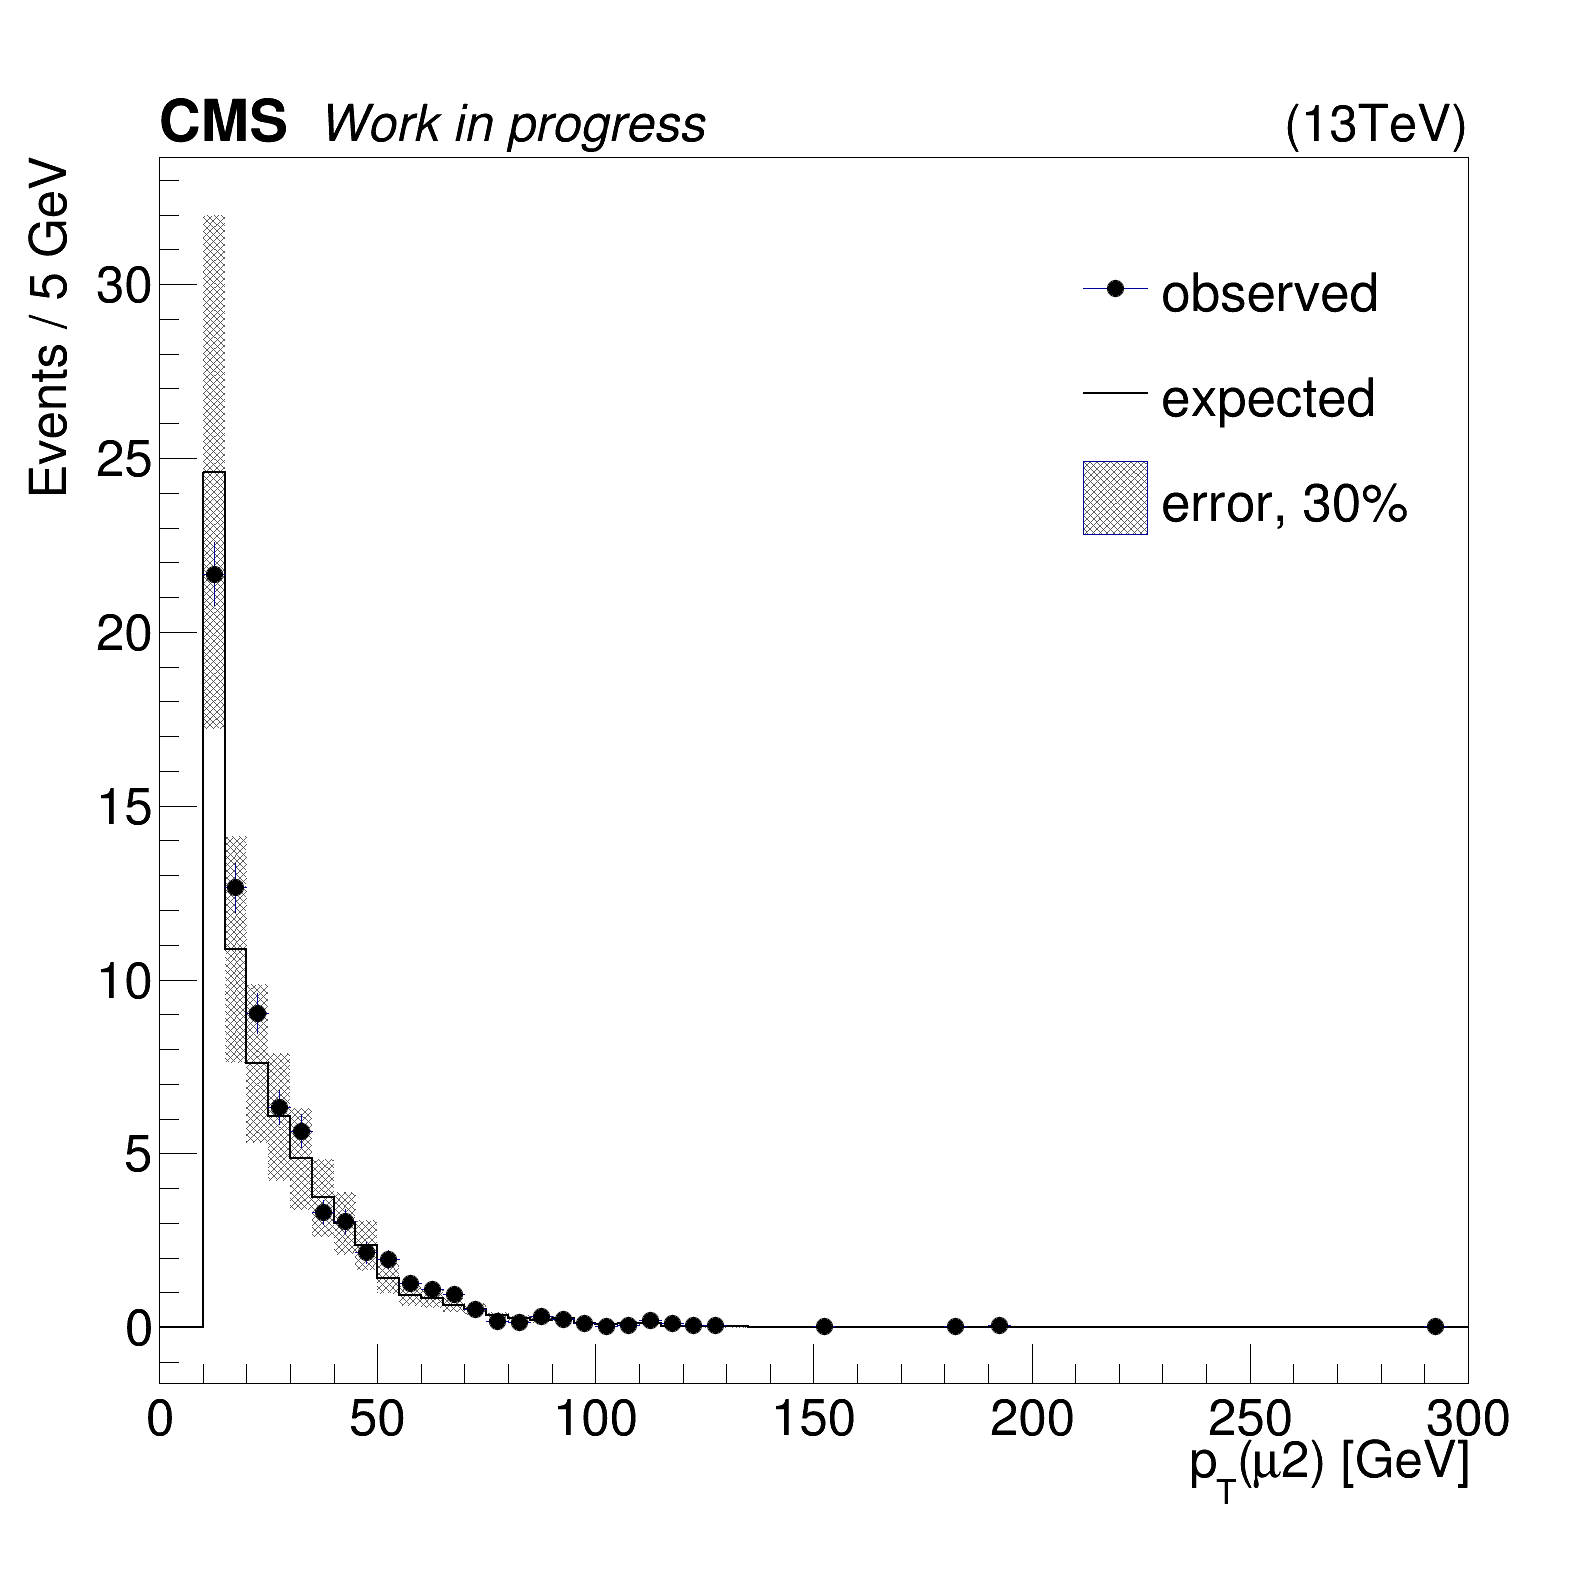 CMS Work in progress (13TeV)
Events / 5 GeV
30
25
20
15
10
5
0
observed
expected
error, 30%
0 50 100 150 200 250 300
pT(μ2) [GeV]